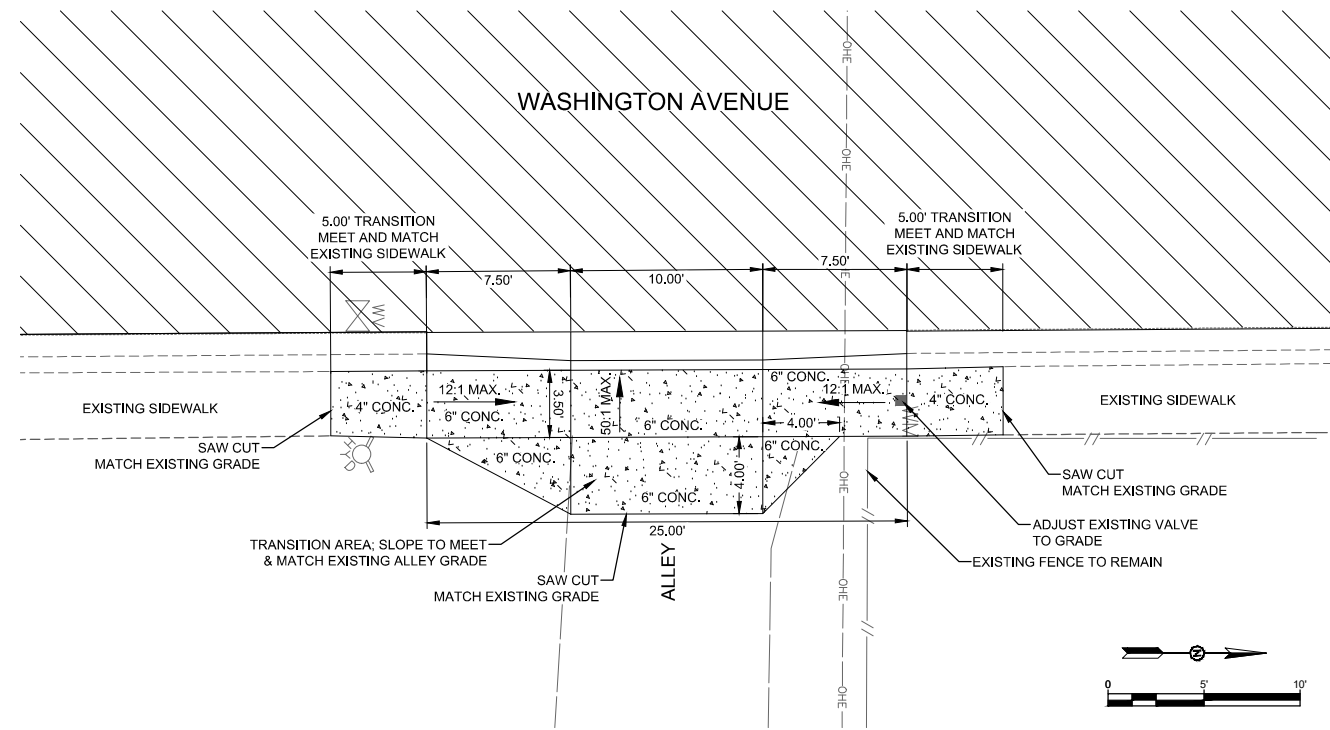 WASHINGTON AVENUE
OHE
OHE
OHE
5.00' TRANSITION
MEET AND MATCH
EXISTING SIDEWALK
5.00' TRANSITION
MEET AND MATCH
EXISTING SIDEWALK
7.50'
10.00'
7.50'
WV
6" CONC.
OHE
12:1 MAX.
50:1 MAX.
12:1 MAX.
EXISTING SIDEWALK
4" CONC.
6" CONC.
3.50'
6" CONC.
4.00'
4" CONC.
EXISTING SIDEWALK
WV
SAW CUT
MATCH EXISTING GRADE
6" CONC.
6" CONC.
4.00'
6" CONC.
OHE
SAW CUT
MATCH EXISTING GRADE
25.00'
ADJUST EXISTING VALVE
TO GRADE
TRANSITION AREA; SLOPE TO MEET
& MATCH EXISTING ALLEY GRADE
EXISTING FENCE TO REMAIN
SAW CUT
MATCH EXISTING GRADE
ALLEY
OHE
OHE
N
0 5' 10'